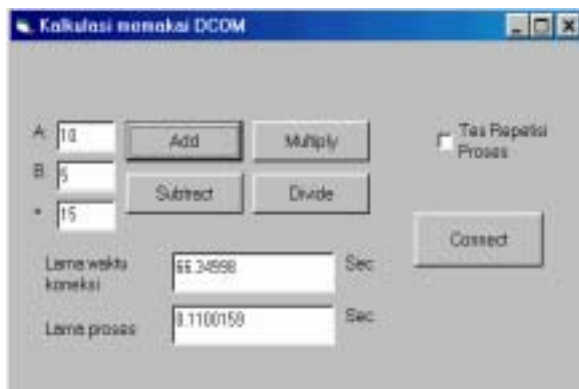 Kalkulasi memakai DCOM
A: 10
Add
Multiply
Tes Repetisi
Proses
B: 5
Subtract
Divide
15
Connect
Lama waktu
koneksi
66.34998
Sec
Lama proses
0.1100159
Sec